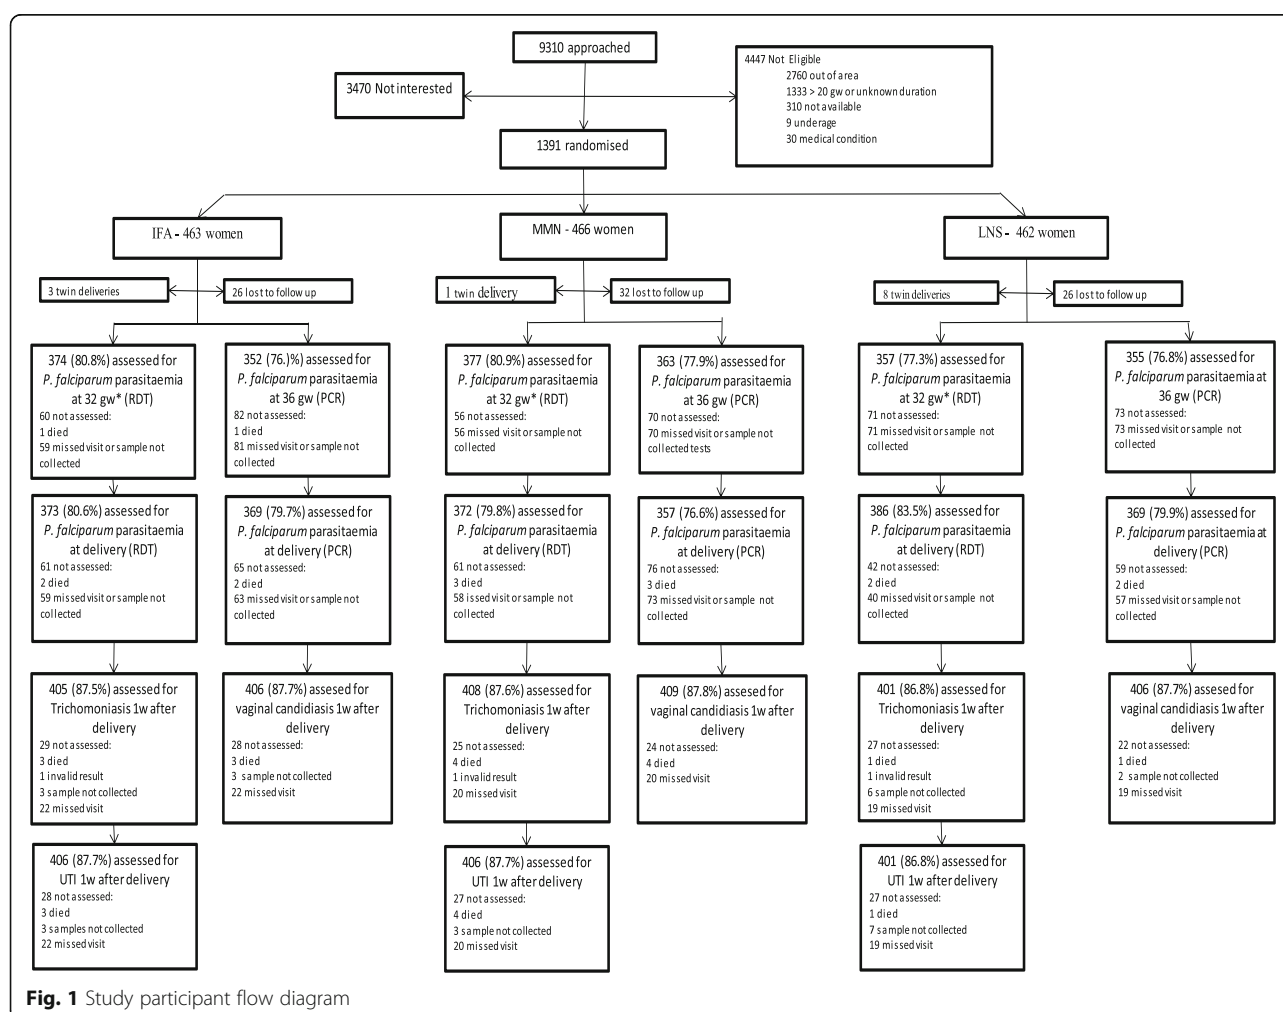 9310 approached
3470 Not interested
4447 Not Eligible
2760 out of area
1333 > 20 gw or unknown duration
310 not available
9 underage
30 medical condition
1391 randomised
IFA - 463 women
MMN - 466 women
LNS - 462 women
3 twin deliveries
26 lost to follow up
1 twin delivery
32 lost to follow up
8 twin deliveries
26 lost to follow up
374 (80.8%) assessed for
P. falciparum parasitaemia
at 32 gw* (RDT)
60 not assessed:
1 died
59 missed visit or sample not
collected
352 (76.)% assessed for
P. falciparum parasitaemia
at 36 gw (PCR)
82 not assessed:
1 died
81 missed visit or sample not
collected
377 (80.9%) assessed for
P. falciparum parasitaemia
at 32 gw* (RDT)
56 not assessed:
56 missed visit or sample not
collected
363 (77.9%) assessed for
P. falciparum parasitaemia
at 36 gw (PCR)
70 not assessed:
70 missed visit or sample not
collected tests
357 (77.3%) assessed for
P. falciparum parasitaemia
at 32 gw* (RDT)
71 not assessed:
71 missed visit or sample not
collected
355 (76.8%) assessed for
P. falciparum parasitaemia at
36 gw (PCR)
73 not assessed:
73 missed visit or sample not
collected
373 (80.6%) assessed for
P. falciparum parasitaemia
at delivery (RDT)
61 not assessed:
2 died
59 missed visit or sample not
collected
369 (79.7%) assessed for
P. falciparum parasitaemia
at delivery (PCR)
65 not assessed:
2 died
63 missed visit or sample not
collected
372 (79.8%) assessed for
P. falciparum parasitaemia
at delivery (RDT)
61 not assessed:
3 died
58 issed visit or sample not
collected
357 (76.6%) assessed for
P. falciparum parasitaemia
at delivery (PCR)
76 not assessed:
3 died
73 missed visit or sample not
collected
386 (83.5%) assessed for
P. falciparum parasitaemia
at delivery (RDT)
42 not assessed:
2 died
40 missed visit or sample not
collected
369 (79.9%) assessed for
P. falciparum parasitaemia at
delivery (PCR)
59 not assessed:
2 died
57 missed visit or sample not
collected
405 (87.5%) assessed for
Trichomoniasis 1w after
delivery
29 not assessed:
3 died
1 invalid result
3 sample not collected
22 missed visit
406 (87.7%) assessed for
vaginal candidiasis 1w after
delivery
28 not assessed:
3 died
3 sample not collected
22 missed visit
408 (87.6%) assessed for
Trichomoniasis 1w after
delivery
25 not assessed:
4 died
1 invalid result
20 missed visit
409 (87.8%) assesed for
vaginal candidiasis 1w after
delivery
24 not assessed:
4 died
20 missed visit
401 (86.8%) assessed for
Trichomoniasis 1w after
delivery
27 not assessed:
1 died
1 invalid result
6 sample not collected
19 missed visit
406 (87.7%) assessed for
vaginal candidiasis 1w after
delivery
22 not assessed:
1 died
2 sample not collected
19 missed visit
406 (87.7%) assessed for
UTI 1w after delivery
28 not assessed:
3 died
3 samples not collected
22 missed visit
406 (87.7%) assessed for
UTI 1w after delivery
27 not assessed:
4 died
3 sample not collected
20 missed visit
401 (86.8%) assessed for
UTI 1w after delivery
27 not assessed:
1 died
7 sample not collected
19 missed visit
Fig. 1 Study participant flow diagram